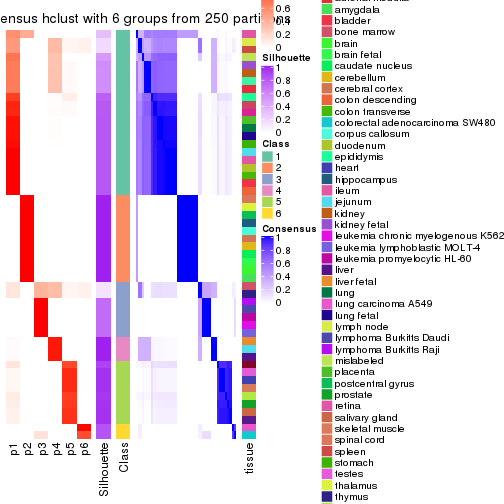 ensus hclust with 6 groups from 250 parti
amygdala
bladder
bone marrow
brain
brain fetal
caudate nucleus
cerebellum
cerebral cortex
colon descending
colon transverse
colorectal adenocarcinoma SW480
corpus callosum
duodenum
epididymis
heart
hippocampus
ileum
jejunum
kidney
kidney fetal
leukemia chronic myelogenous K562
leukemia lymphoblastic MOLT-4
leukemia promyelocytic HL-60
liver
liver fetal
lung
lung carcinoma A549
lung fetal
lymph node
lymphoma Burkitts Daudi
lymphoma Burkitts Raji
mislabeled
placenta
postcentral gyrus
prostate
retina
salivary gland
skeletal muscle
spinal cord
spleen
stomach
testes
thalamus
thymus
0.6
0.4
0.2
0
Silhouette
1
0.8
0.6
0.4
0.2
0
Class
1
2
3
4
5
6
Consensus
1
0.8
0.6
0.4
0.2
0
p1
p2
p3
p4
p5
p6
Silhouette
Class
tissue